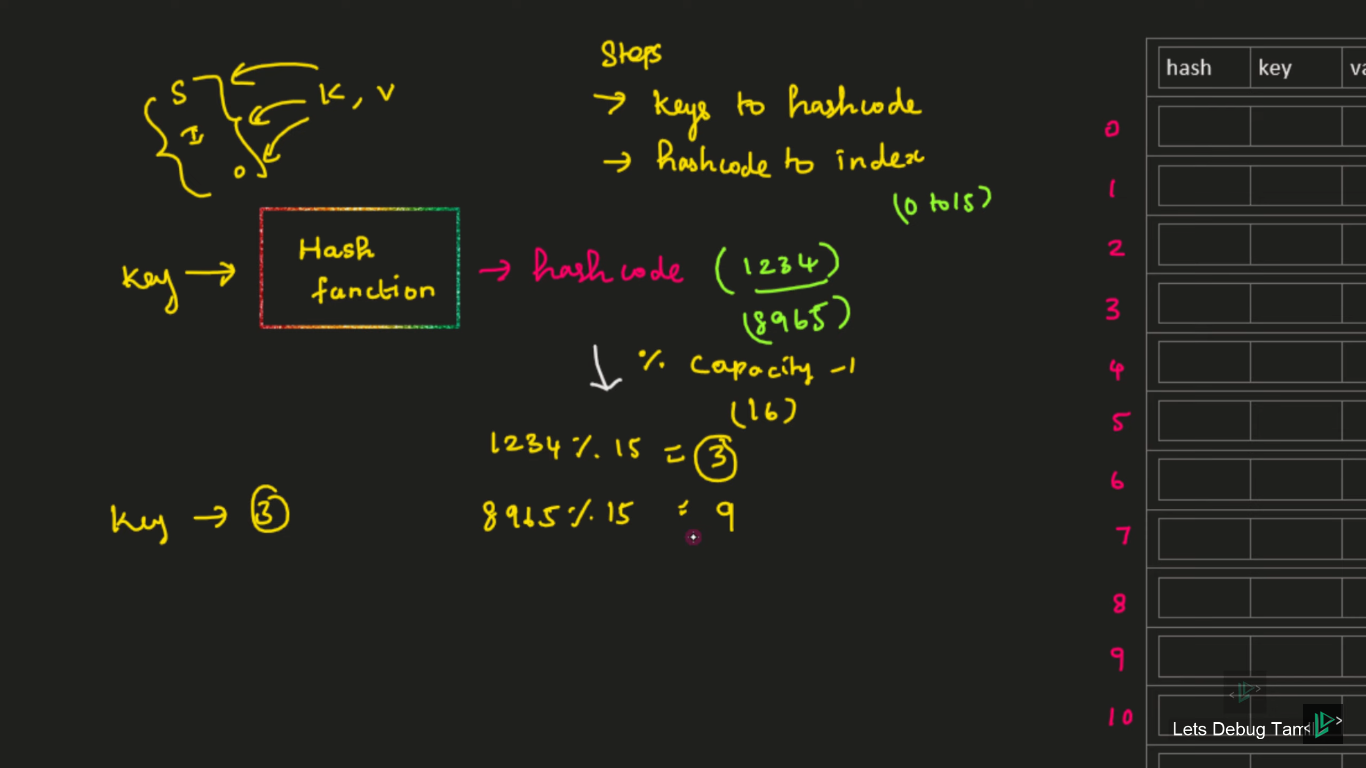 Steps
→ keys to hashcode
→ hashcode to index
(0 to 15)
S
I
O
K, V
key → Hash function → hashcode (1234)
(8965)
% Capacity -1
(16)
1234 % 15 = 3
8965 % 15 = 9
key → 3
hash key va
0
1
2
3
4
5
6
7
8
9
10
Lets Debug Tamil